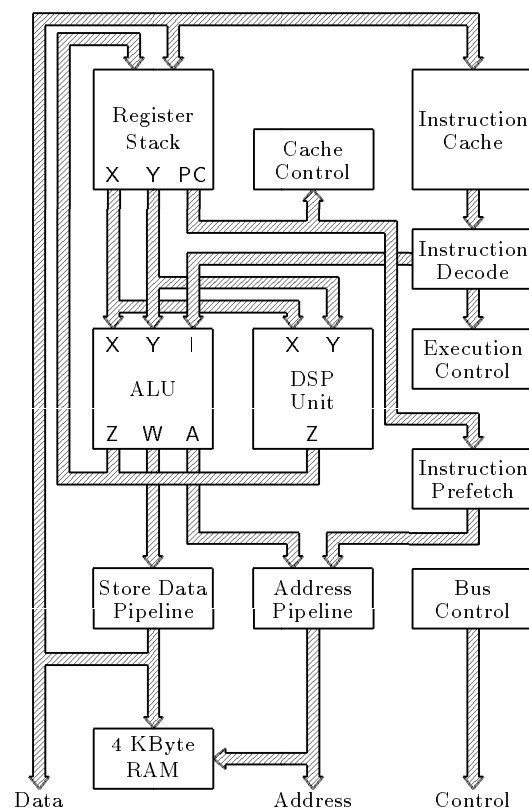 Register
Stack
X Y PC
Cache
Control
Instruction
Cache
Instruction
Decode
Execution
Control
X Y I
ALU
Z W A
X Y
DSP
Unit
Z
Instruction
Prefetch
Store Data
Pipeline
Address
Pipeline
Bus
Control
4 KByte
RAM
Data
Address
Control